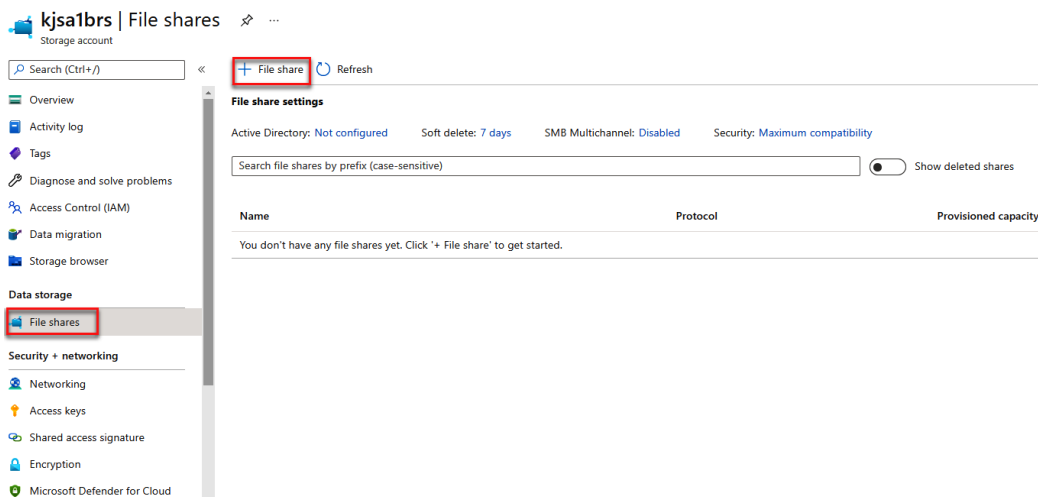 kjsa1brs | File shares
Storage account
Search (Ctrl+/)
Overview
Activity log
Tags
Diagnose and solve problems
Access Control (IAM)
Data migration
Storage browser
Data storage
File shares
Security + networking
Networking
Access keys
Shared access signature
Encryption
Microsoft Defender for Cloud
+ File share Refresh
File share settings
Active Directory: Not configured Soft delete: 7 days SMB Multichannel: Disabled Security: Maximum compatibility
Search file shares by prefix (case-sensitive) Show deleted shares
Name Protocol Provisioned capacity
You don't have any file shares yet. Click '+ File share' to get started.